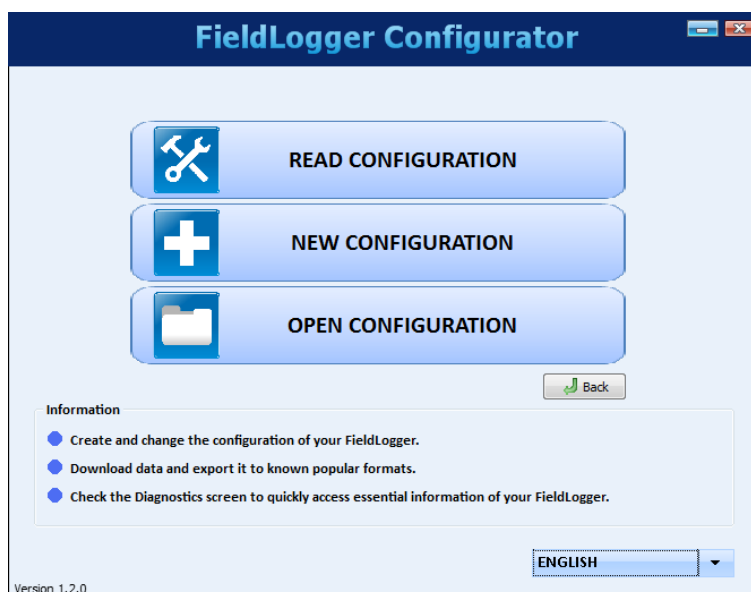 FieldLogger Configurator
READ CONFIGURATION
NEW CONFIGURATION
OPEN CONFIGURATION
Back
Information
Create and change the configuration of your FieldLogger.
Download data and export it to known popular formats.
Check the Diagnostics screen to quickly access essential information of your FieldLogger.
ENGLISH
Version 1.2.0